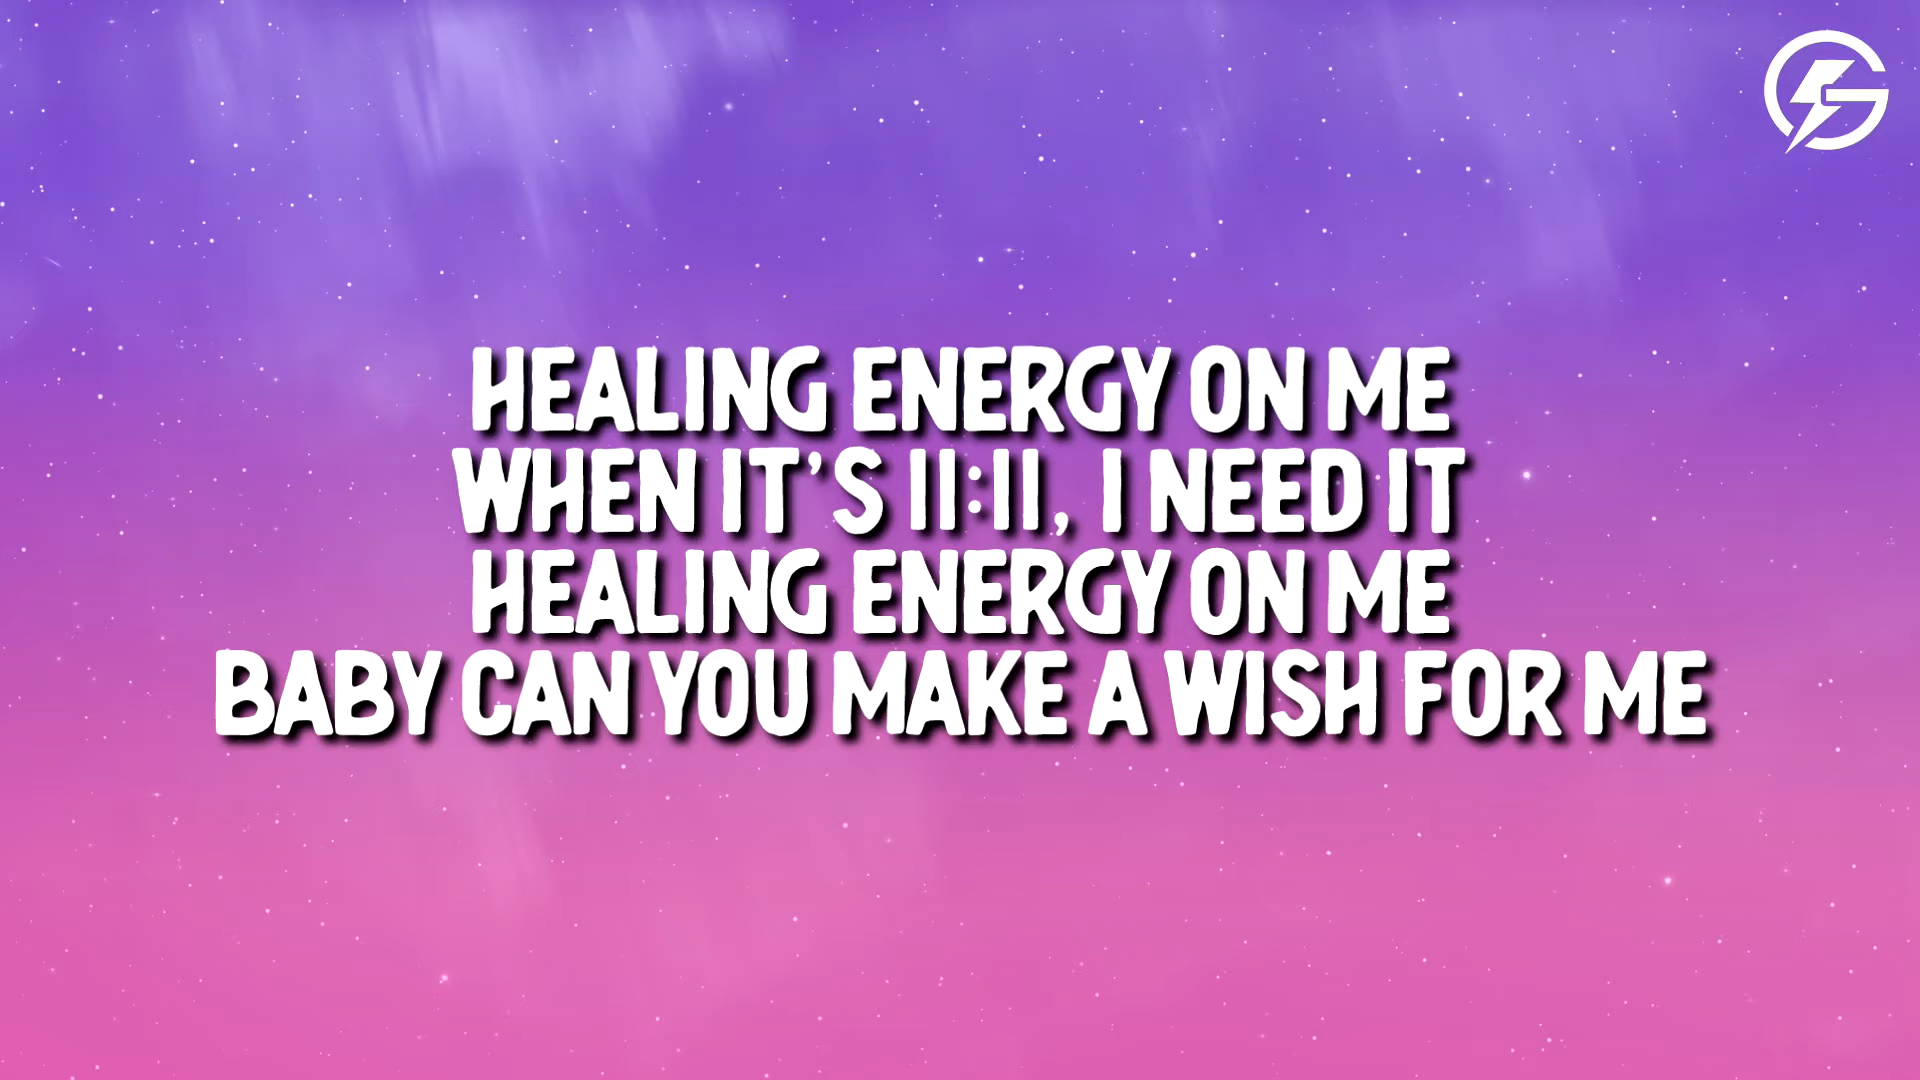 HEALING ENERGY ON ME
WHEN IT'S 11:11, I NEED IT
HEALING ENERGY ON ME
BABY CAN YOU MAKE A WISH FOR ME